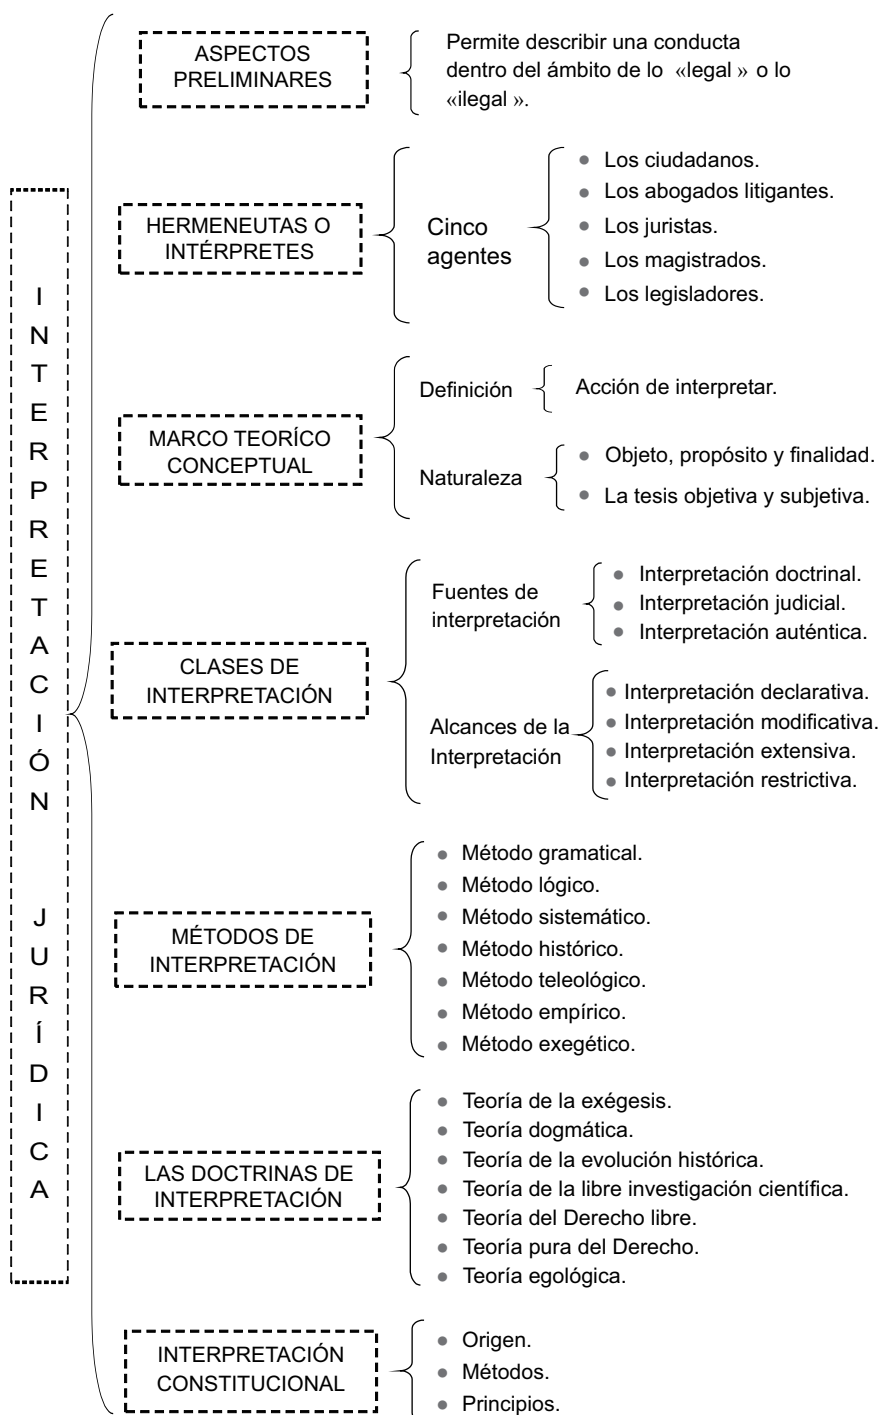 INTERPRETACIÓN JURÍDICA
ASPECTOS
PRELIMINARES
Permite describir una conducta
dentro del ámbito de lo «legal » o lo
«ilegal ».
HERMENEUTAS O
INTÉRPRETES
Cinco
agentes
Los ciudadanos.
Los abogados litigantes.
Los juristas.
Los magistrados.
Los legisladores.
MARCO TEORÍCO
CONCEPTUAL
Definición
Acción de interpretar.
Naturaleza
Objeto, propósito y finalidad.
La tesis objetiva y subjetiva.
CLASES DE
INTERPRETACIÓN
Fuentes de
interpretación
Interpretación doctrinal.
Interpretación judicial.
Interpretación auténtica.
Alcances de la
Interpretación
Interpretación declarativa.
Interpretación modificativa.
Interpretación extensiva.
Interpretación restrictiva.
MÉTODOS DE
INTERPRETACIÓN
Método gramatical.
Método lógico.
Método sistemático.
Método histórico.
Método teleológico.
Método empírico.
Método exegético.
LAS DOCTRINAS DE
INTERPRETACIÓN
Teoría de la exégesis.
Teoría dogmática.
Teoría de la evolución histórica.
Teoría de la libre investigación científica.
Teoría del Derecho libre.
Teoría pura del Derecho.
Teoría egológica.
INTERPRETACIÓN
CONSTITUCIONAL
Origen.
Métodos.
Principios.